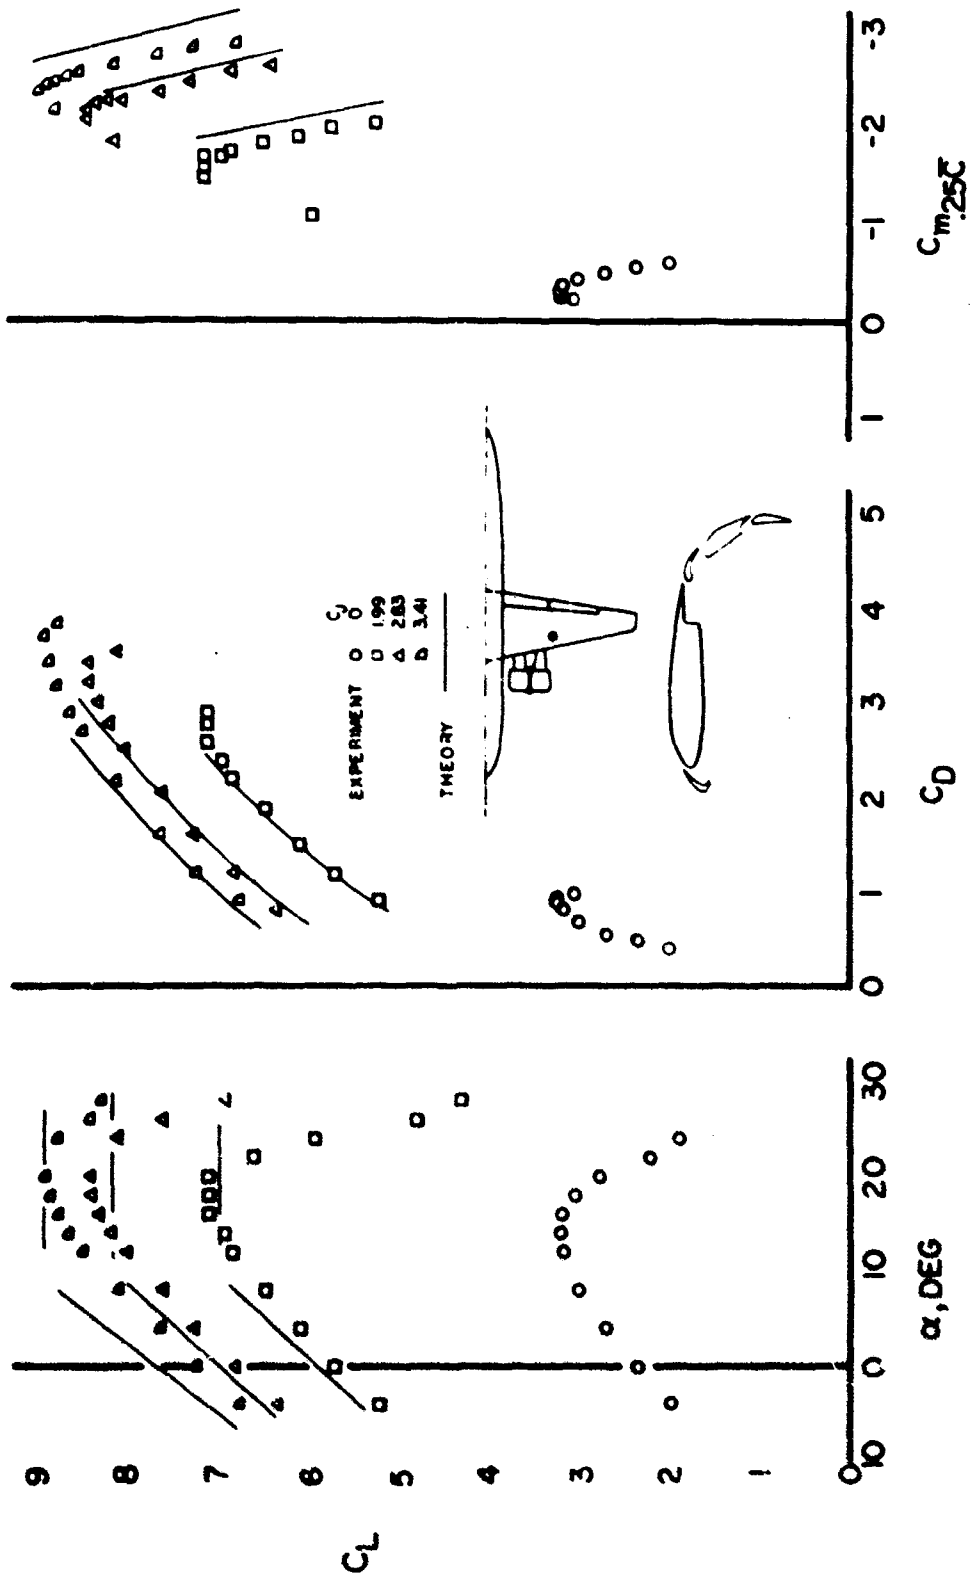 C_L
9
8
7
6
5
4
3
2
1
0
10 0 10 20 30
α, DEG
0 1 2 3 4 5
C_D
1 0 -1 -2 -3
C_m.25C̅
EXPERIMENT
C_J
○ 0
□ 1.99
△ 2.83
3.41
THEORY